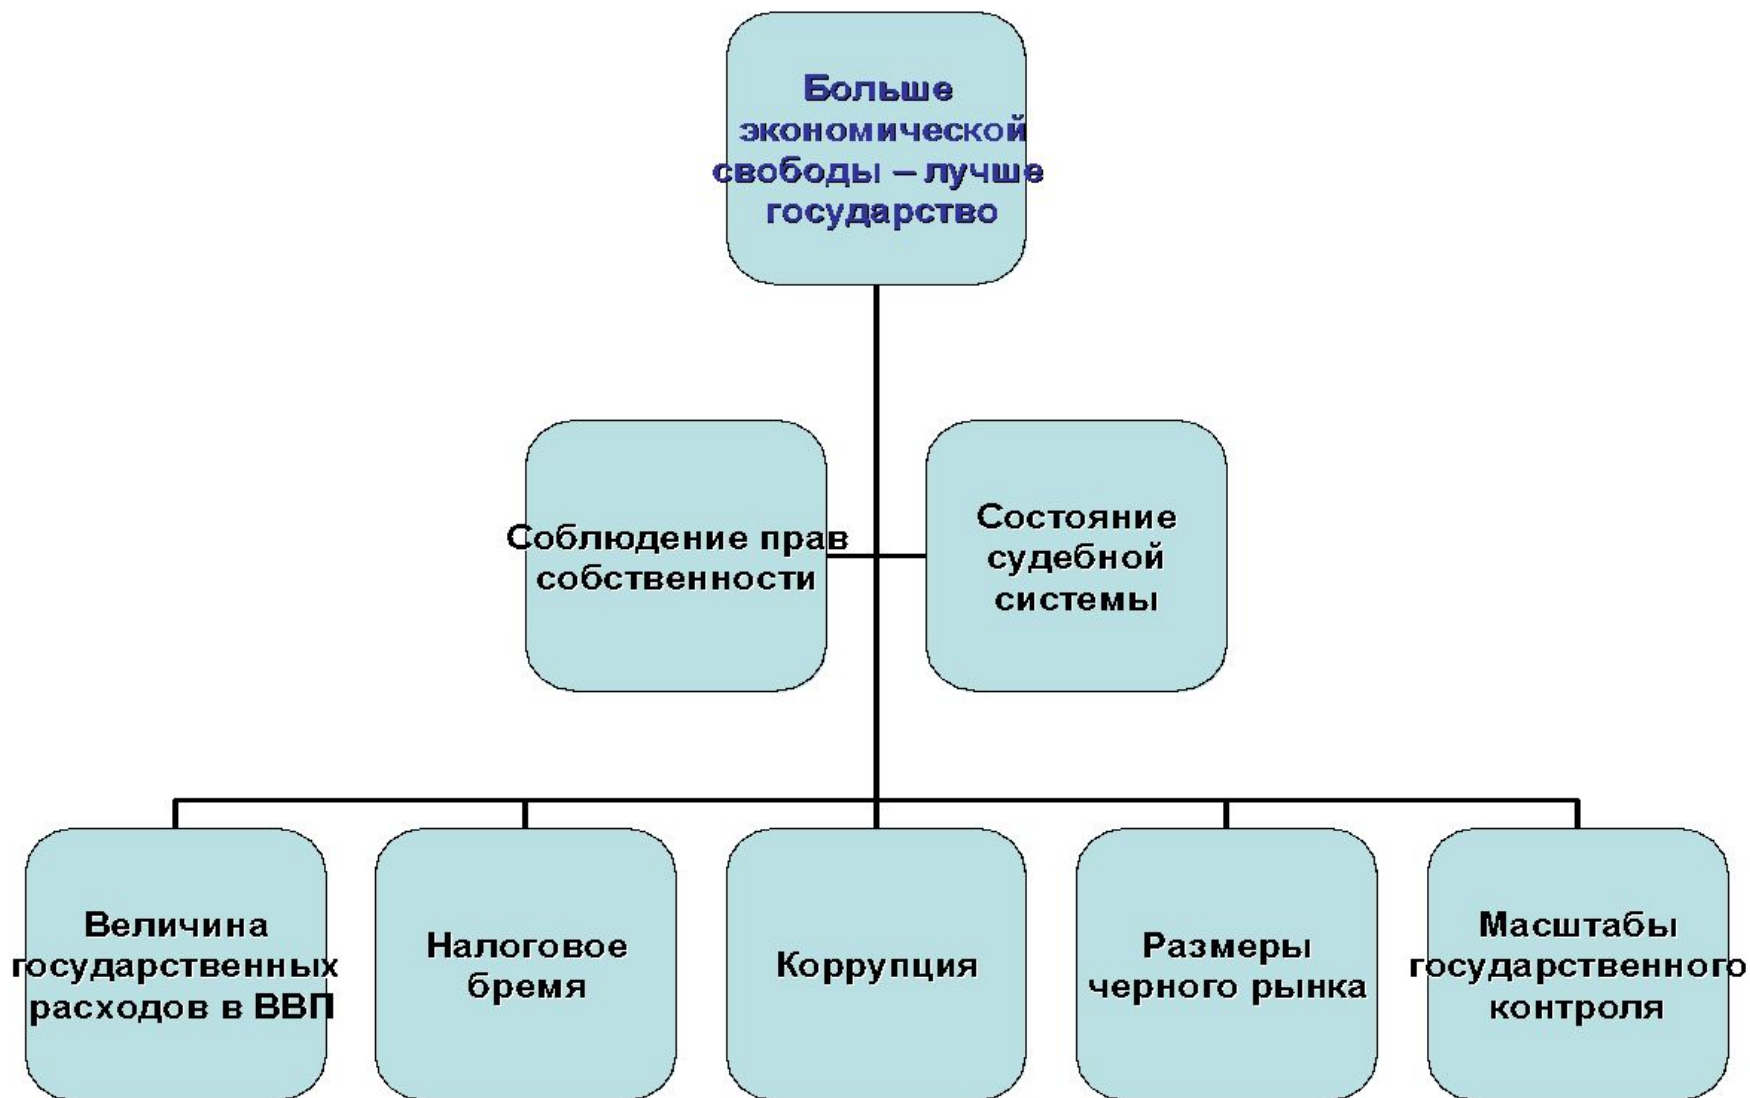 Больше
экономической
свободы – лучше
государство
Соблюдение прав
собственности
Состояние
судебной
системы
Величина
государственных
расходов в ВВП
Налоговое
бремя
Коррупция
Размеры
черного рынка
Масштабы
государственного
контроля